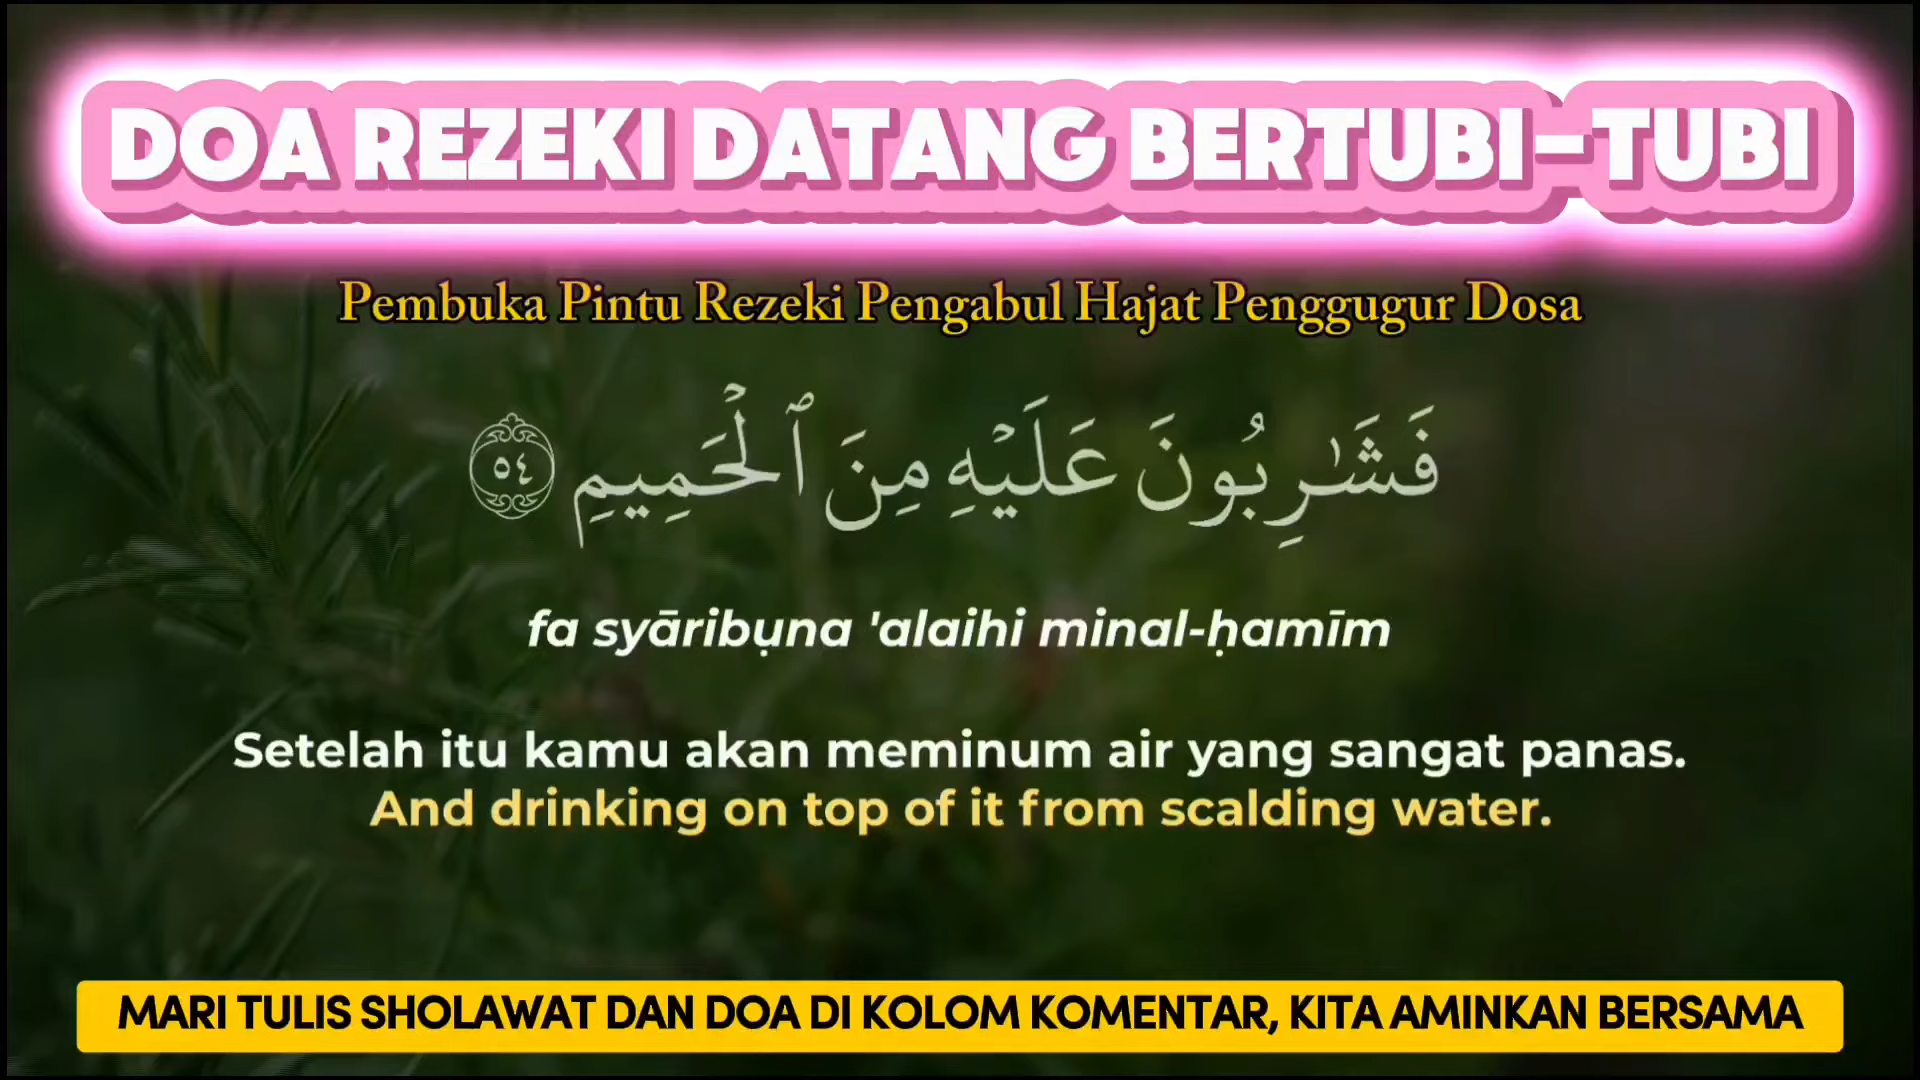 DOA REZEKI DATANG BERTUBI-TUBI
Pembuka Pintu Rezeki Pengabul Hajat Penggugur Dosa
فَشَـٰرِبُونَ عَلَيْهِ مِنَ ٱلْحَمِيمِ ٥٤
fa syāribụna 'alaihi minal-ḥamīm
Setelah itu kamu akan meminum air yang sangat panas.
And drinking on top of it from scalding water.
MARI TULIS SHOLAWAT DAN DOA DI KOLOM KOMENTAR, KITA AMINKAN BERSAMA